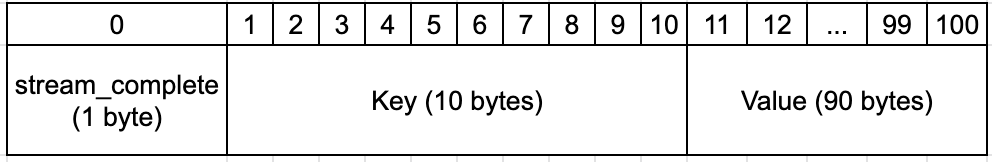 0 1 2 3 4 5 6 7 8 9 10 11 12 ... 99 100
stream_complete
(1 byte)
Key (10 bytes)
Value (90 bytes)